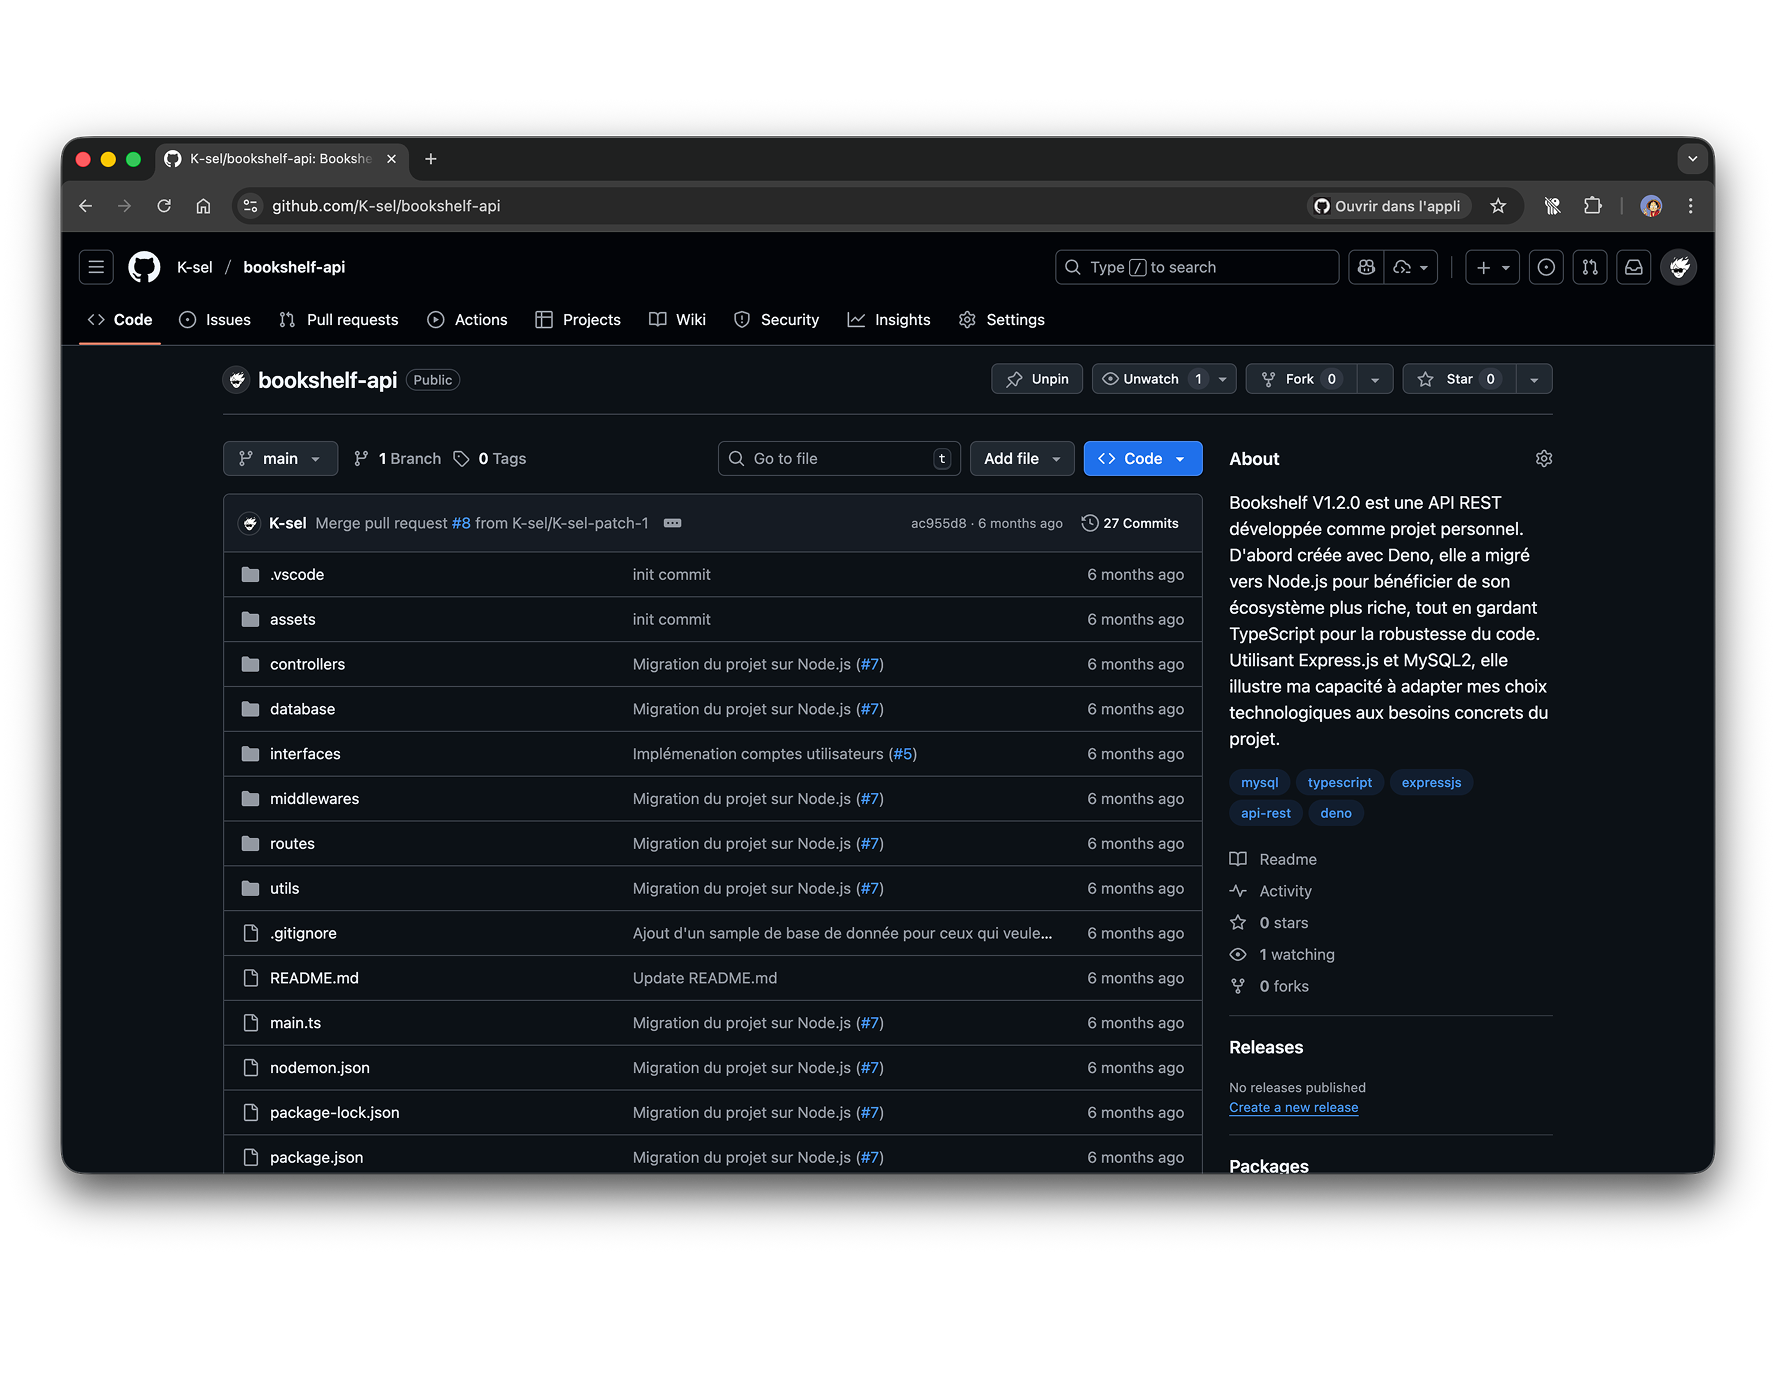 K-sel/bookshelf-api: Bookshe
github.com/K-sel/bookshelf-api
Ouvrir dans l'appli
K-sel / bookshelf-api
Type / to search
Code
Issues
Pull requests
Actions
Projects
Wiki
Security
Insights
Settings
bookshelf-api Public
Unpin
Unwatch 1
Fork 0
Star 0
main
1 Branch
0 Tags
Go to file t
Add file
Code
K-sel Merge pull request #8 from K-sel/K-sel-patch-1
ac955d8 · 6 months ago
27 Commits
.vscode init commit 6 months ago
assets init commit 6 months ago
controllers Migration du projet sur Node.js (#7) 6 months ago
database Migration du projet sur Node.js (#7) 6 months ago
interfaces Implémenation comptes utilisateurs (#5) 6 months ago
middlewares Migration du projet sur Node.js (#7) 6 months ago
routes Migration du projet sur Node.js (#7) 6 months ago
utils Migration du projet sur Node.js (#7) 6 months ago
.gitignore Ajout d'un sample de base de donnée pour ceux qui veule... 6 months ago
README.md Update README.md 6 months ago
main.ts Migration du projet sur Node.js (#7) 6 months ago
nodemon.json Migration du projet sur Node.js (#7) 6 months ago
package-lock.json Migration du projet sur Node.js (#7) 6 months ago
package.json Migration du projet sur Node.js (#7) 6 months ago
About
Bookshelf V1.2.0 est une API REST
développée comme projet personnel.
D'abord créée avec Deno, elle a migré
vers Node.js pour bénéficier de son
écosystème plus riche, tout en gardant
TypeScript pour la robustesse du code.
Utilisant Express.js et MySQL2, elle
illustre ma capacité à adapter mes choix
technologiques aux besoins concrets du
projet.
mysql typescript expressjs
api-rest deno
Readme
Activity
0 stars
1 watching
0 forks
Releases
No releases published
Create a new release
Packages